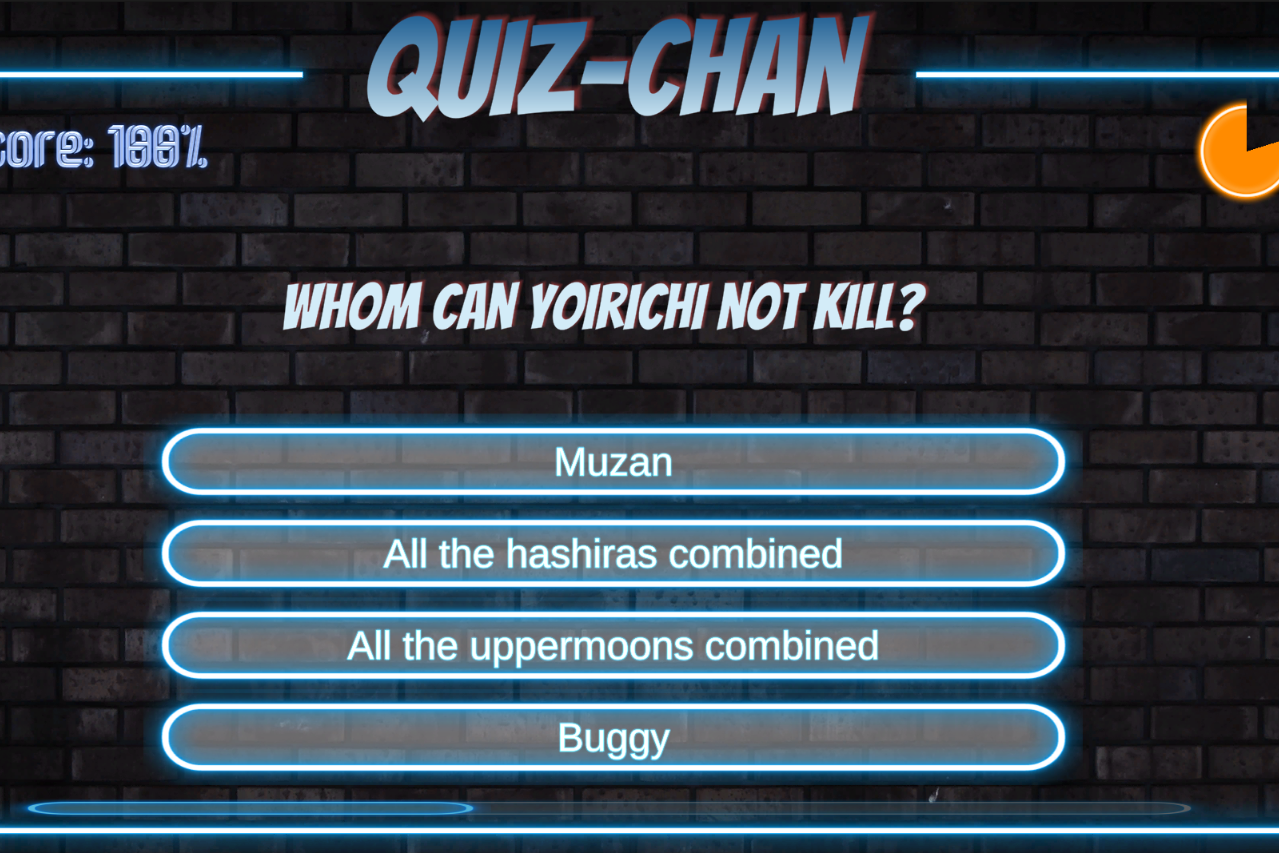 QUIZ-CHAN
core: 100%
WHOM CAN YOIRICHI NOT KILL?
Muzan
All the hashiras combined
All the uppermoons combined
Buggy